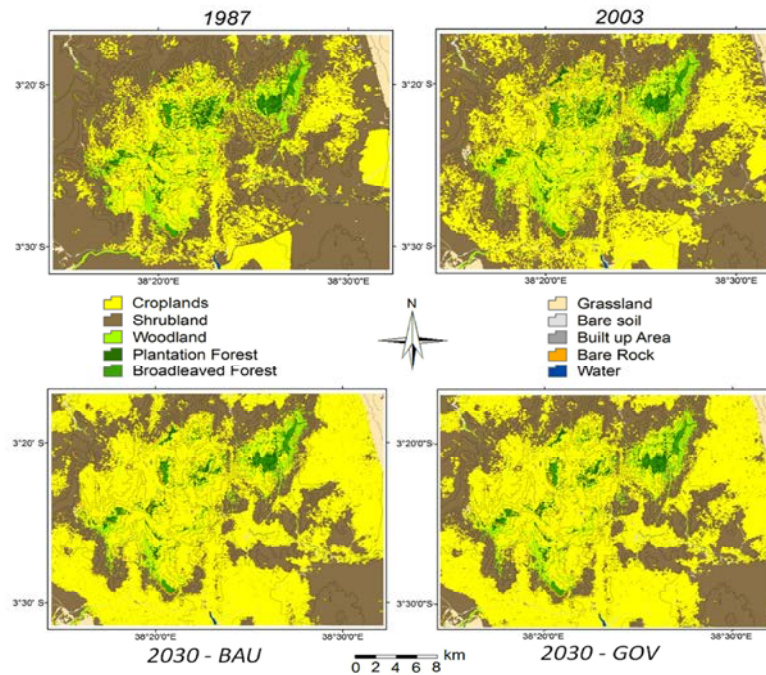 1987
2003
3°20' S
3°30' S
38°20'0"E
38°30'0"E
3°20' S
3°30' S
38°20'0"E
38°30'0"E
Croplands
Shrubland
Woodland
Plantation Forest
Broadleaved Forest
N
Grassland
Bare soil
Built up Area
Bare Rock
Water
3°20' S
3°30' S
38°20'0"E
38°30'0"E
3°20'0"S
3°30'0"S
38°20'0"E
38°30'0"E
2030 - BAU
0 2 4 6 8 km
2030 - GOV